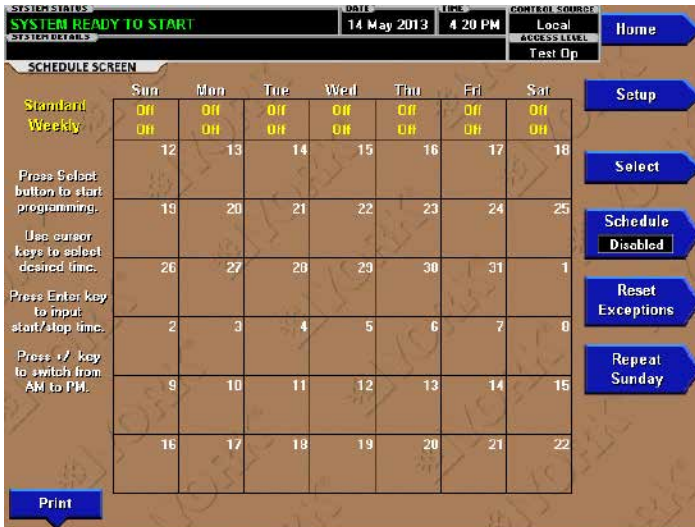 SYSTEM STATUS
SYSTEM READY TO START
SYSTEM DETAILS
DATE
14 May 2013
TIME
4 20 PM
CONTROL SOURCE
Local
ACCESS LEVEL
Test Op
Home
SCHEDULE SCREEN
Sun Mon Tue Wed Thu Fri Sat
Standard Off Off Off Off Off Off Off
Weekly Off Off Off Off Off Off Off
Setup
12 13 14 15 16 17 18
19 20 21 22 23 24 25
26 27 28 29 30 31 1
2 3 4 5 6 7 8
9 10 11 12 13 14 15
16 17 18 19 20 21 22
Press Select
button to start
programming.
Use cursor
keys to select
desired time.
Press Enter key
to input
start/stop time.
Press +/- key
to switch from
AM to PM.
Select
Schedule
Disabled
Reset
Exceptions
Repeat
Sunday
Print
YORK